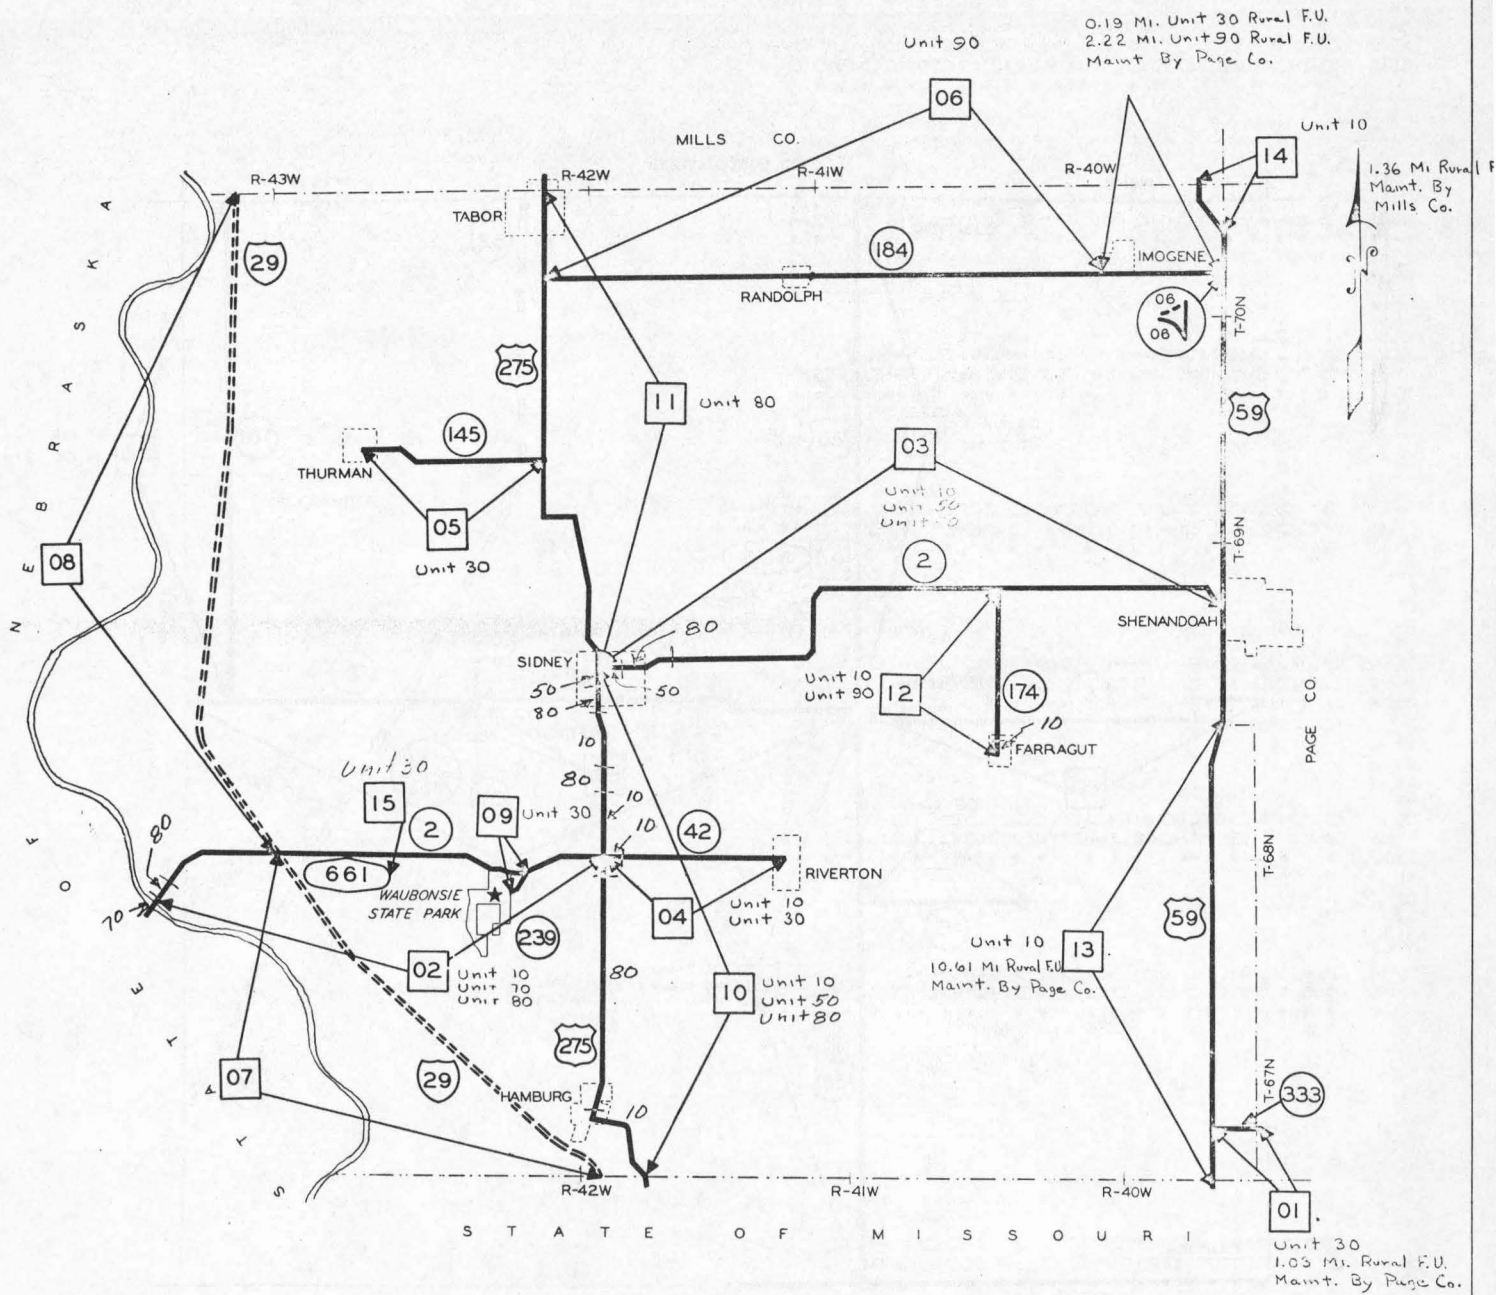 0.19 Mi. Unit 30 Rural F.U.
2.22 Mi. Unit 90 Rural F.U.
Maint By Page Co.
Unit 90
06
MILLS CO.
Unit 10
14
1.36 Mi Rural F
Maint. By
Mills Co.
R-43W
R-42W
R-41W
R-40W
TABOR
29
184
IMOGENE
RANDOLPH
06
06
T-70N
275
11
Unit 80
59
145
THURMAN
03
Unit 10
Unit 50
05
Unit 30
T-69N
08
2
SHENANDOAH
STATE OF NEBRASKA
SIDNEY
80
50
50
80
Unit 10
Unit 90
12
174
10
FARRAGUT
PAGE CO.
10
80
10
10
Unit 30
15
2
09
Unit 30
42
80
661
WAUBONSIE
STATE PARK
RIVERTON
T-68N
70
239
04
Unit 10
Unit 30
59
02
Unit 10
Unit 70
Unit 80
80
10
Unit 10
Unit 50
Unit 80
Unit 10
13
10.61 Mi Rural F.U.
Maint. By Page Co.
275
07
29
HAMBURG
10
T-67N
333
R-42W
R-41W
R-40W
01
STATE OF MISSOURI
Unit 30
1.03 Mi. Rural F.U.
Maint. By Page Co.